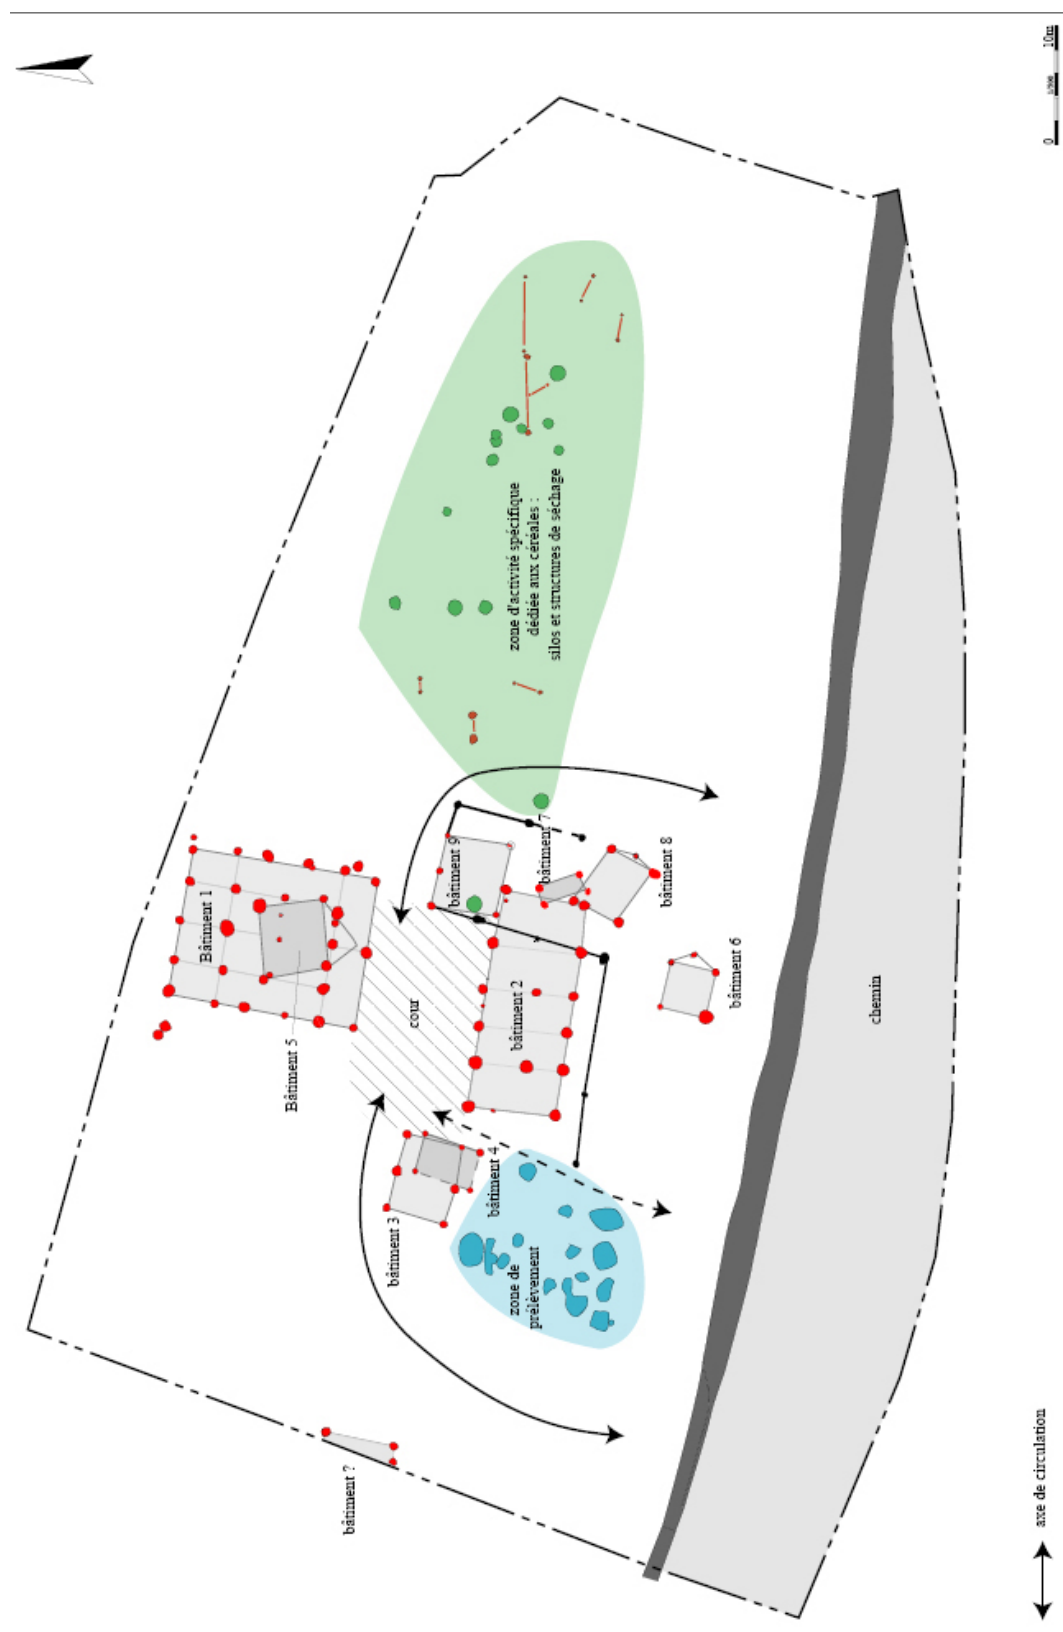 bâtiment ?
bâtiment 3
bâtiment 4
zone de
prélèvement
Bâtiment 1
Bâtiment 5
cour
bâtiment 2
bâtiment 9
bâtiment 7
bâtiment 8
bâtiment 6
zone d'activité spécifique
dédiée aux céréales :
silos et structures de séchage
chemin
axe de circulation
0
10m